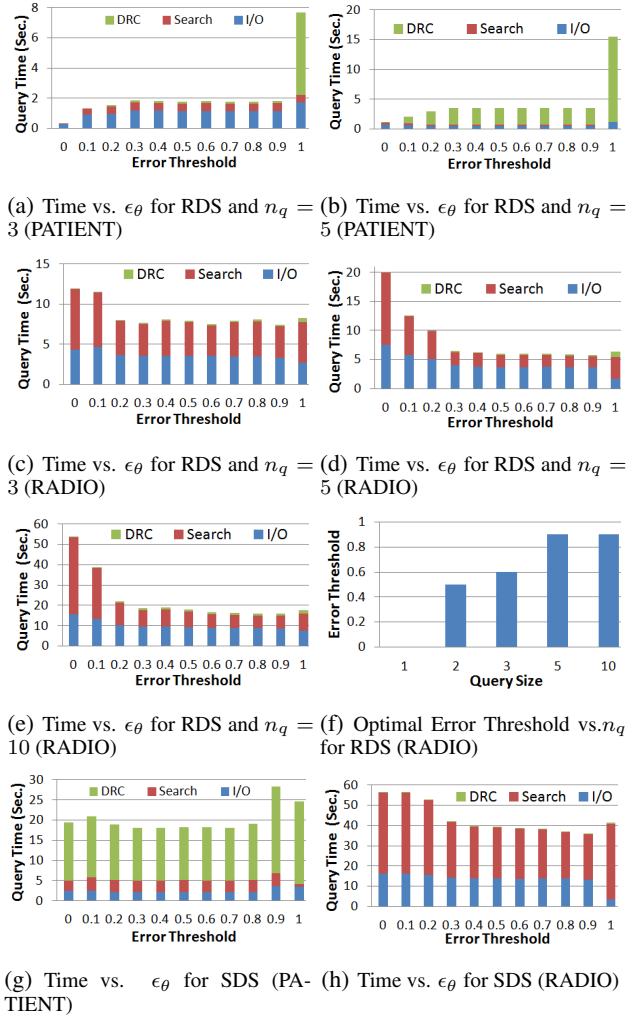 8
6
4
2
0
Query Time (Sec.)
DRC Search I/O
0 0.1 0.2 0.3 0.4 0.5 0.6 0.7 0.8 0.9 1
Error Threshold
20
15
10
5
0
Query Time (Sec.)
DRC Search I/O
0 0.1 0.2 0.3 0.4 0.5 0.6 0.7 0.8 0.9 1
Error Threshold
(a) Time vs. ϵθ for RDS and nq =
3 (PATIENT)
(b) Time vs. ϵθ for RDS and nq =
5 (PATIENT)
15
10
5
0
Query Time (Sec.)
DRC Search I/O
0 0.1 0.2 0.3 0.4 0.5 0.6 0.7 0.8 0.9 1
Error Threshold
20
15
10
5
0
Query Time (Sec.)
DRC Search I/O
0 0.1 0.2 0.3 0.4 0.5 0.6 0.7 0.8 0.9 1
Error Threshold
(c) Time vs. ϵθ for RDS and nq =
3 (RADIO)
(d) Time vs. ϵθ for RDS and nq =
5 (RADIO)
60
50
40
30
20
10
0
Query Time (Sec.)
DRC Search I/O
0 0.1 0.2 0.3 0.4 0.5 0.6 0.7 0.8 0.9 1
Error Threshold
1
0.8
0.6
0.4
0.2
0
Error Threshold
1 2 3 5 10
Query Size
(e) Time vs. ϵθ for RDS and nq =
10 (RADIO)
(f) Optimal Error Threshold vs.nq
for RDS (RADIO)
30
25
20
15
10
5
0
Query Time (Sec.)
DRC Search I/O
0 0.1 0.2 0.3 0.4 0.5 0.6 0.7 0.8 0.9 1
Error Threshold
60
50
40
30
20
10
0
Query Time (Sec.)
DRC Search I/O
0 0.1 0.2 0.3 0.4 0.5 0.6 0.7 0.8 0.9 1
Error Threshold
(g) Time vs. ϵθ for SDS (PA-
TIENT)
(h) Time vs. ϵθ for SDS (RADIO)